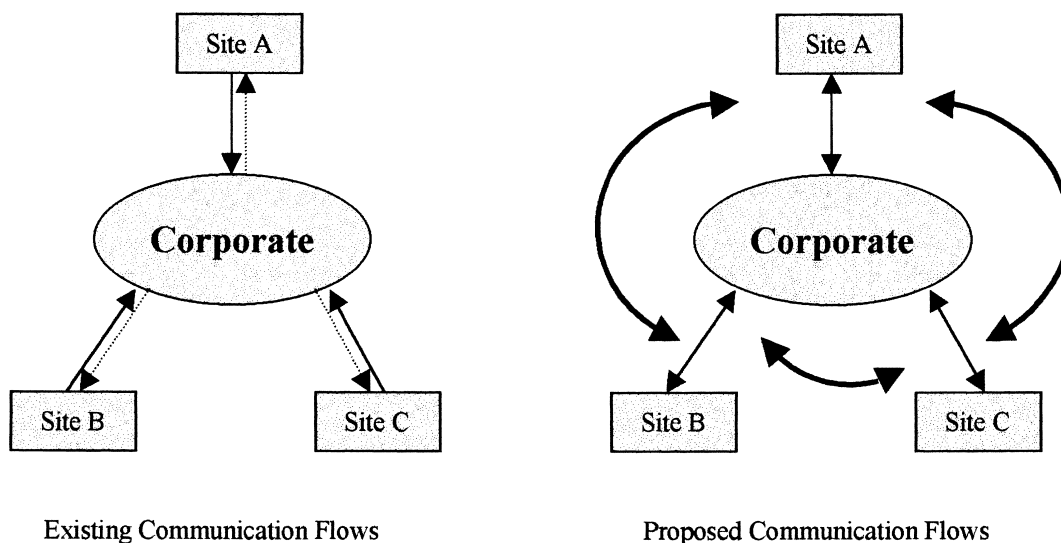 Site A
Corporate
Site B
Site C
Existing Communication Flows
Site A
Corporate
Site B
Site C
Proposed Communication Flows